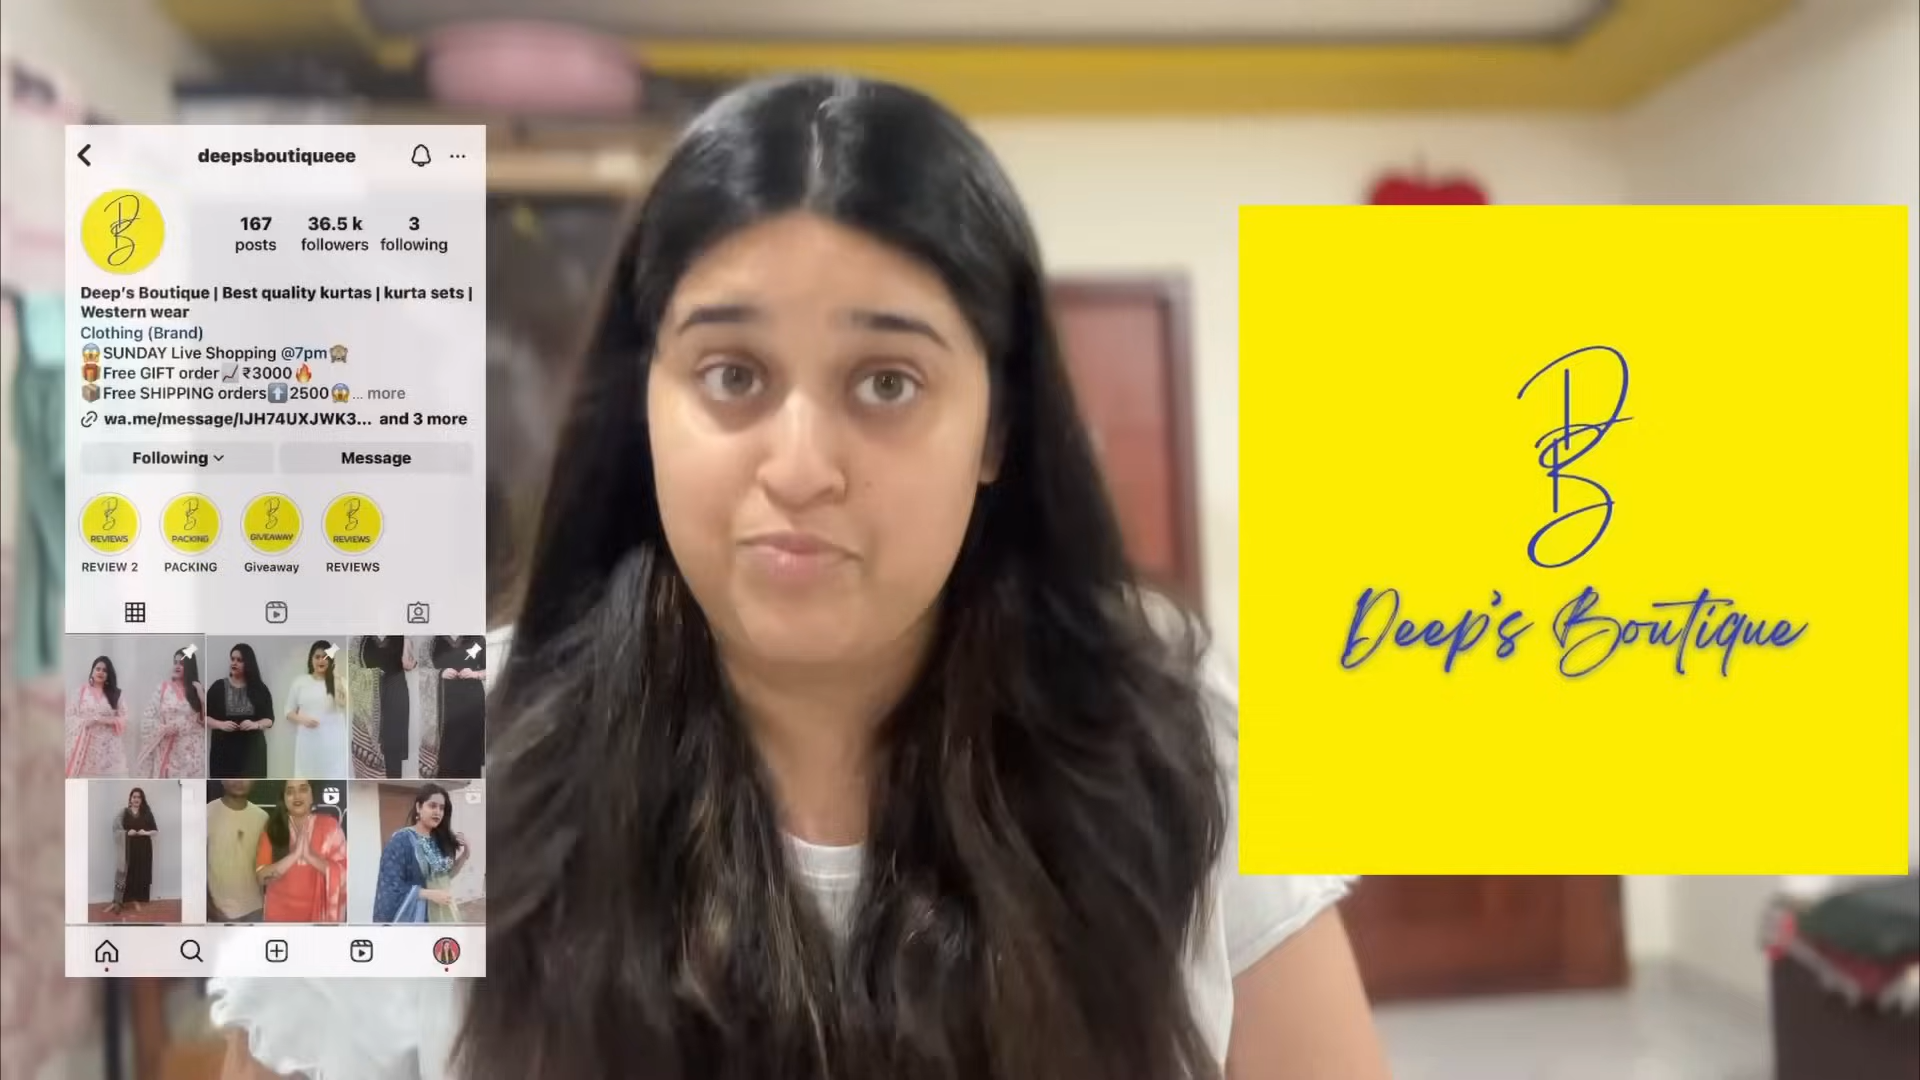 deepsboutiqueee
167
36.5 k
3
posts
followers
following
Deep's Boutique | Best quality kurtas | kurta sets |
Western wear
Clothing (Brand)
😱SUNDAY Live Shopping @7pm🙈
🎁Free GIFT order📈₹3000🔥
📦Free SHIPPING orders⬆️2500😱... more
wa.me/message/IJH74UXJWK3... and 3 more
Following
Message
REVIEWS
PACKING
GIVEAWAY
REVIEWS
REVIEW 2
PACKING
Giveaway
REVIEWS
DB
Deep's Boutique